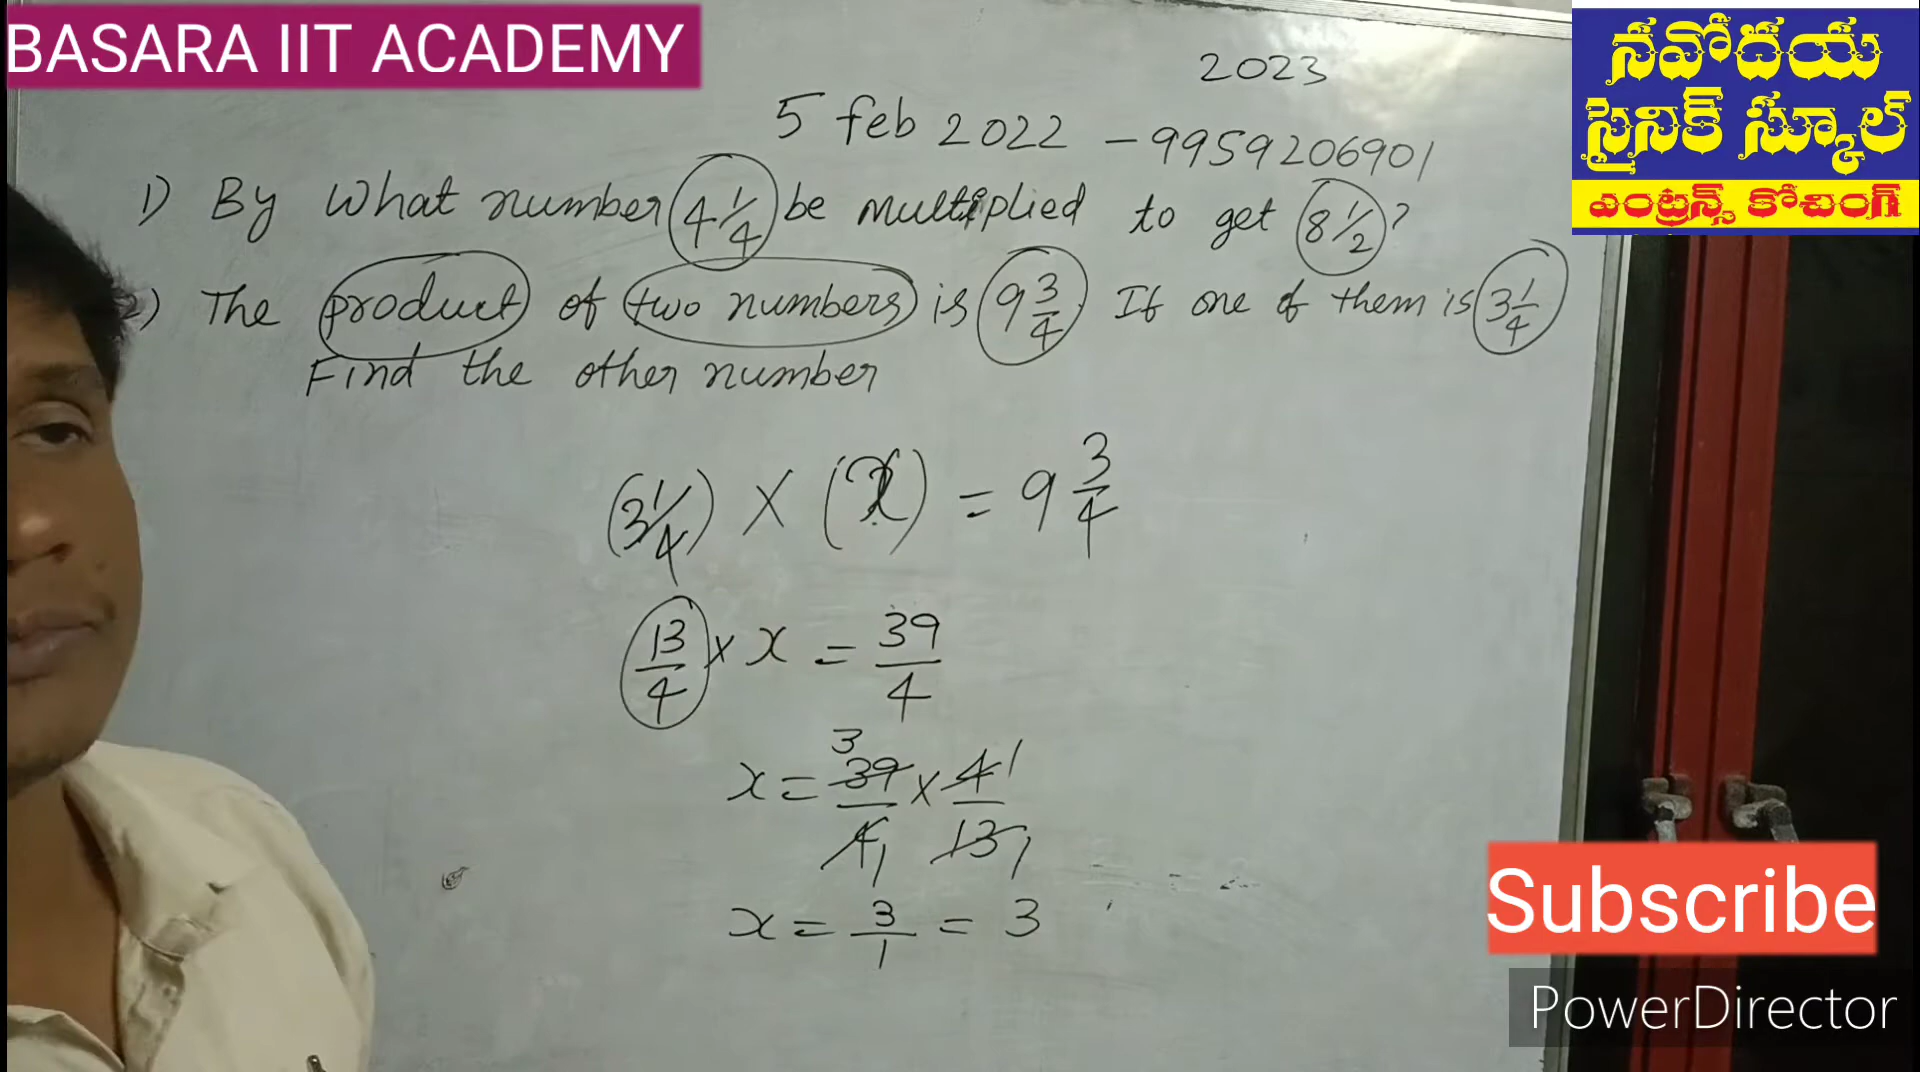 BASARA IIT ACADEMY
నవోదయ
సైనిక్ స్కూల్
ఎంట్రన్స్ కోచింగ్
2023
5 feb 2022 - 9959206901
1) By What number 4 1/4 be multiplied to get 8 1/2 ?
2) The product of two numbers is 9 3/4. If one of them is 3 1/4
Find the other number
(3 1/4) × (x) = 9 3/4
13/4 × x = 39/4
x = 39/4 × 4/13
x = 3/1 = 3
Subscribe
PowerDirector